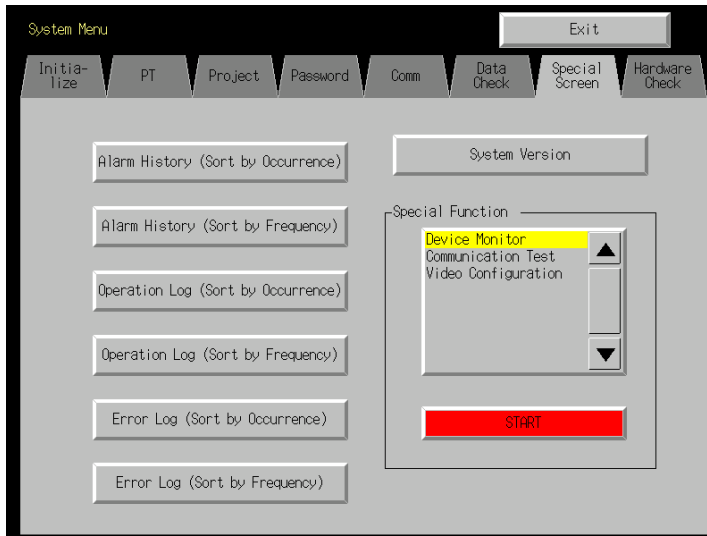 System Menu
Exit
Initia-
lize
PT
Project
Password
Comm
Data
Check
Special
Screen
Hardware
Check
Alarm History (Sort by Occurrence)
Alarm History (Sort by Frequency)
Operation Log (Sort by Occurrence)
Operation Log (Sort by Frequency)
Error Log (Sort by Occurrence)
Error Log (Sort by Frequency)
System Version
Special Function
Device Monitor
Communication Test
Video Configuration
START